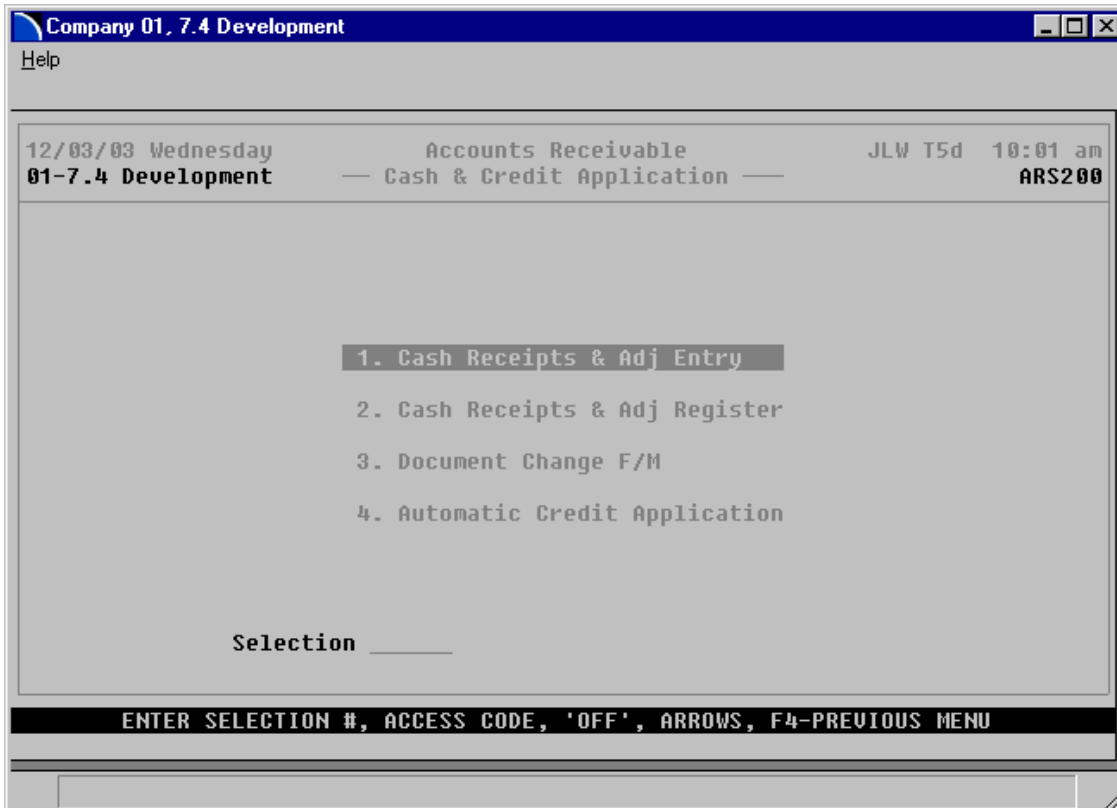 Company 01, 7.4 Development
Help
12/03/03 Wednesday Accounts Receivable JLW T5d 10:01 am
01-7.4 Development — Cash & Credit Application — ARS200
1. Cash Receipts & Adj Entry
2. Cash Receipts & Adj Register
3. Document Change F/M
4. Automatic Credit Application
Selection ______
ENTER SELECTION #, ACCESS CODE, 'OFF', ARROWS, F4-PREVIOUS MENU